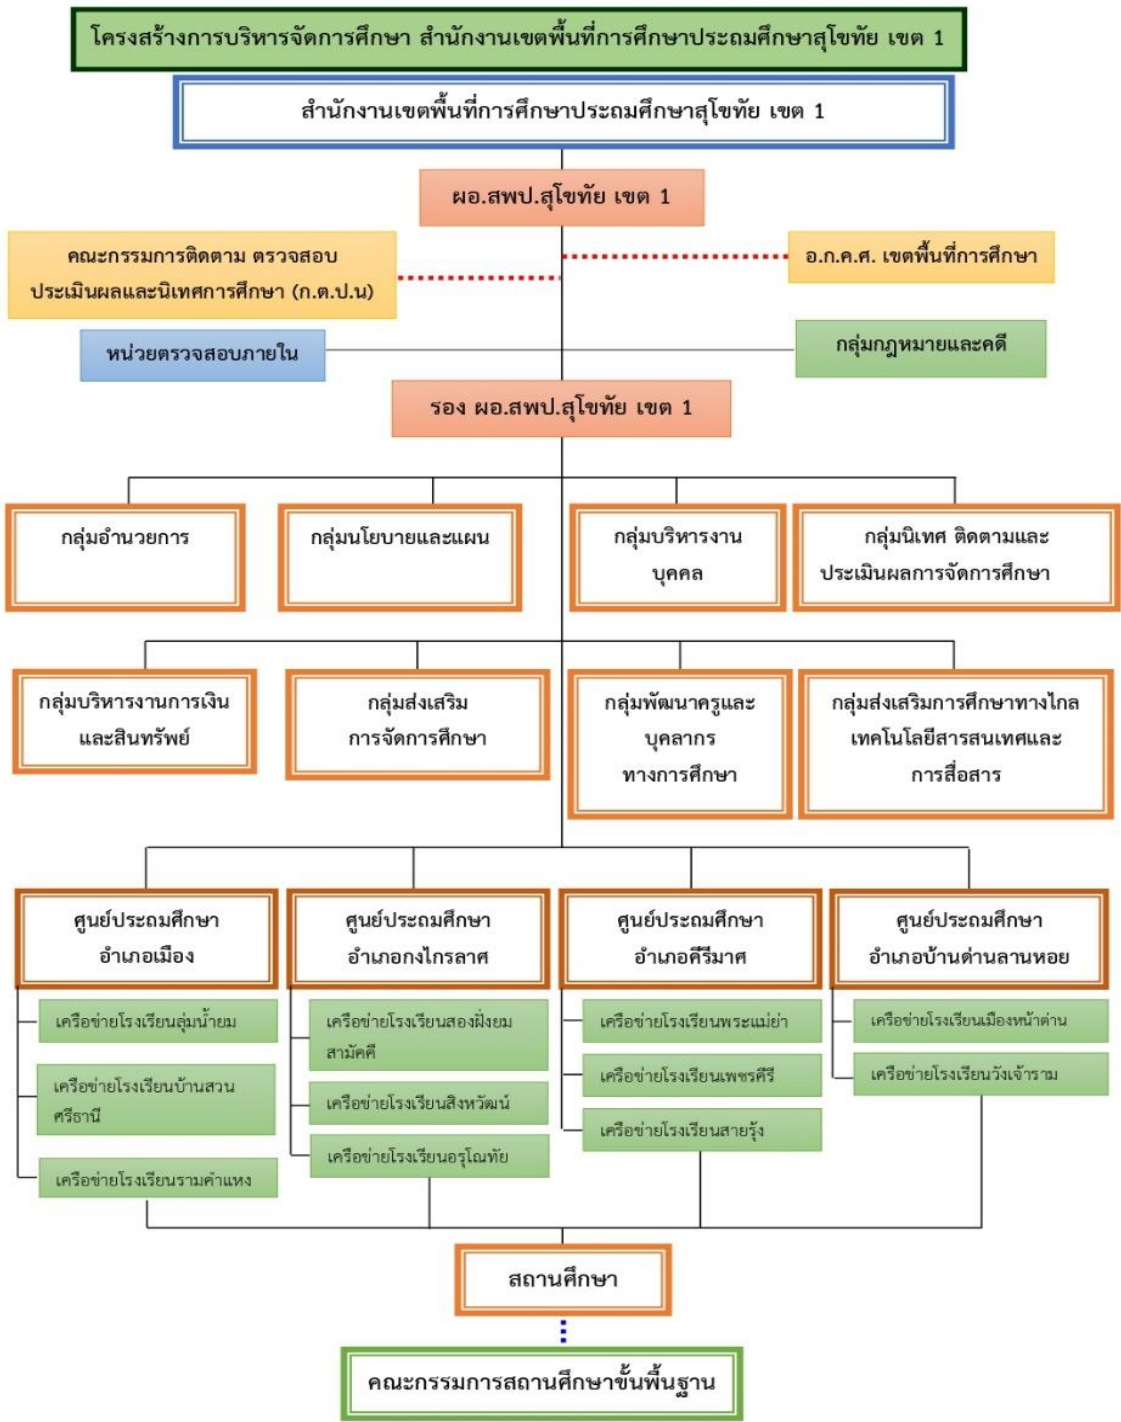 โครงสร้างการบริหารจัดการศึกษา สำนักงานเขตพื้นที่การศึกษาประถมศึกษาสุโขทัย เขต 1
สำนักงานเขตพื้นที่การศึกษาประถมศึกษาสุโขทัย เขต 1
ผอ.สพป.สุโขทัย เขต 1
คณะกรรมการติดตาม ตรวจสอบ
ประเมินผลและนิเทศการศึกษา (ก.ต.ป.น)
อ.ก.ค.ศ. เขตพื้นที่การศึกษา
หน่วยตรวจสอบภายใน
กลุ่มกฎหมายและคดี
รอง ผอ.สพป.สุโขทัย เขต 1
กลุ่มอำนวยการ
กลุ่มนโยบายและแผน
กลุ่มบริหารงาน
บุคคล
กลุ่มนิเทศ ติดตามและ
ประเมินผลการจัดการศึกษา
กลุ่มบริหารงานการเงิน
และสินทรัพย์
กลุ่มส่งเสริม
การจัดการศึกษา
กลุ่มพัฒนาครูและ
บุคลากร
ทางการศึกษา
กลุ่มส่งเสริมการศึกษาทางไกล
เทคโนโลยีสารสนเทศและ
การสื่อสาร
ศูนย์ประถมศึกษา
อำเภอเมือง
เครือข่ายโรงเรียนลุ่มน้ำยม
เครือข่ายโรงเรียนบ้านสวน
ศรีธานี
เครือข่ายโรงเรียนรามคำแหง
ศูนย์ประถมศึกษา
อำเภอกงไกรลาศ
เครือข่ายโรงเรียนสองฝั่งยม
สามัคคี
เครือข่ายโรงเรียนสิงหวัฒน์
เครือข่ายโรงเรียนอรุโณทัย
ศูนย์ประถมศึกษา
อำเภอคีรีมาศ
เครือข่ายโรงเรียนพระแม่ย่า
เครือข่ายโรงเรียนเพชรคีรี
เครือข่ายโรงเรียนสายรุ้ง
ศูนย์ประถมศึกษา
อำเภอบ้านด่านลานหอย
เครือข่ายโรงเรียนเมืองหน้าด่าน
เครือข่ายโรงเรียนวังเจ้าราม
สถานศึกษา
คณะกรรมการสถานศึกษาขั้นพื้นฐาน